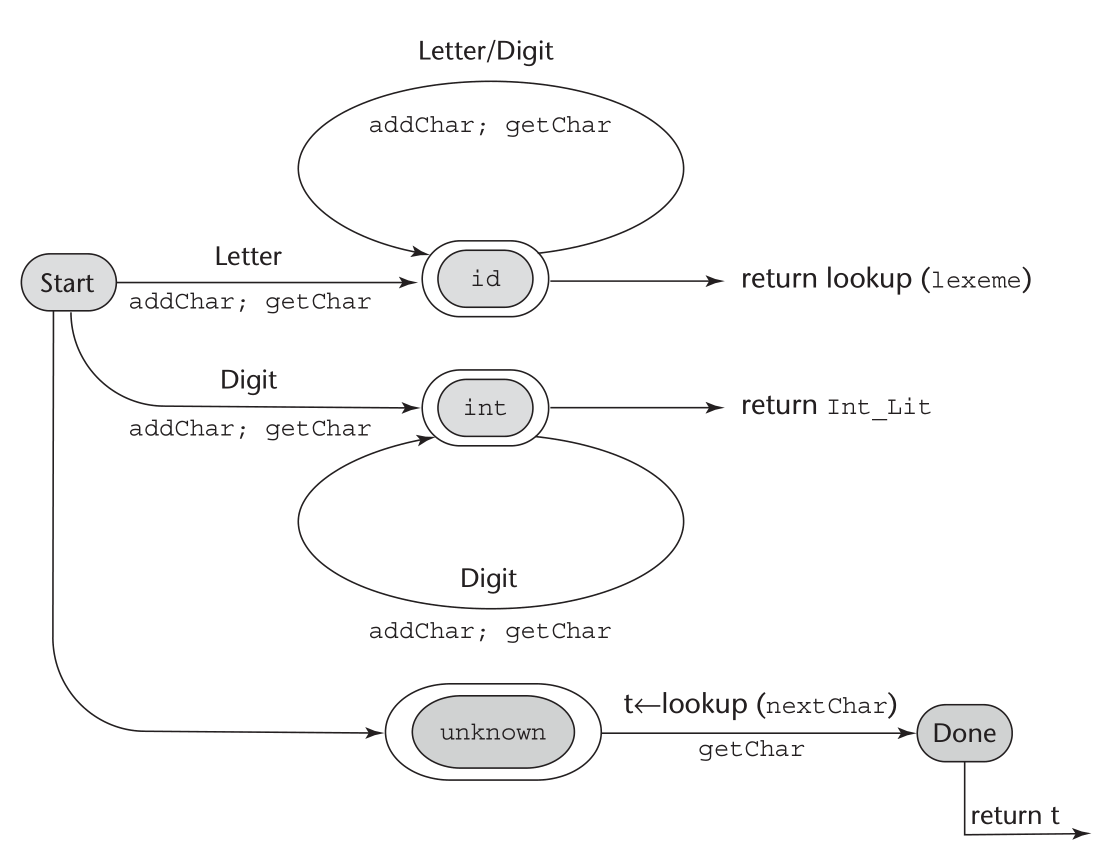 Letter/Digit
addChar; getChar
Letter
Start
id
return lookup (lexeme)
addChar; getChar
Digit
int
return Int_Lit
addChar; getChar
Digit
addChar; getChar
t←lookup (nextChar)
unknown
Done
getChar
return t